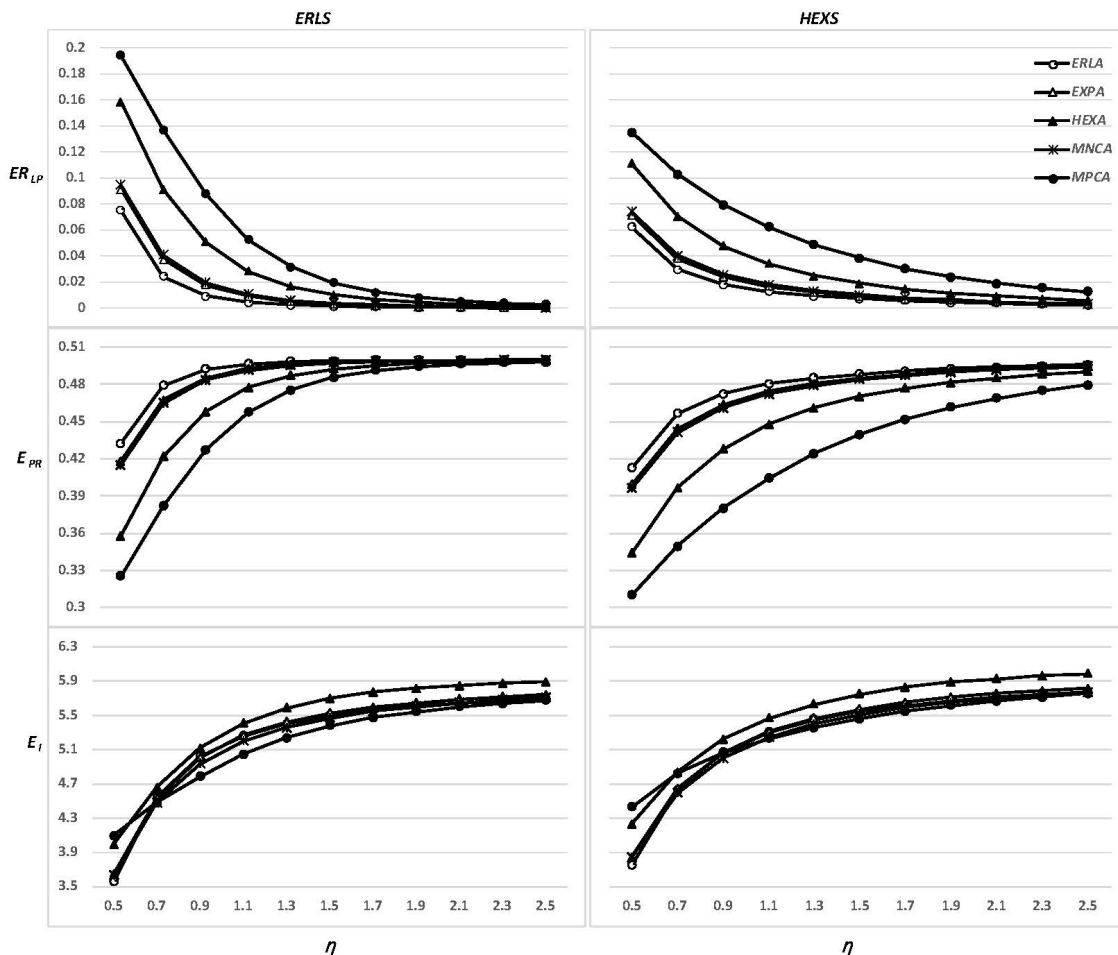 ERLS HEXS
0.2
0.18
0.16
0.14
0.12
0.1
0.08
0.06
0.04
0.02
0
ER LP
ERLA
EXPA
HEXA
MNCA
MPCA
0.51
0.48
0.45
0.42
0.39
0.36
0.33
0.3
E PR
6.3
5.9
5.5
5.1
4.7
4.3
3.9
3.5
E I
0.5 0.7 0.9 1.1 1.3 1.5 1.7 1.9 2.1 2.3 2.5 0.5 0.7 0.9 1.1 1.3 1.5 1.7 1.9 2.1 2.3 2.5
η η